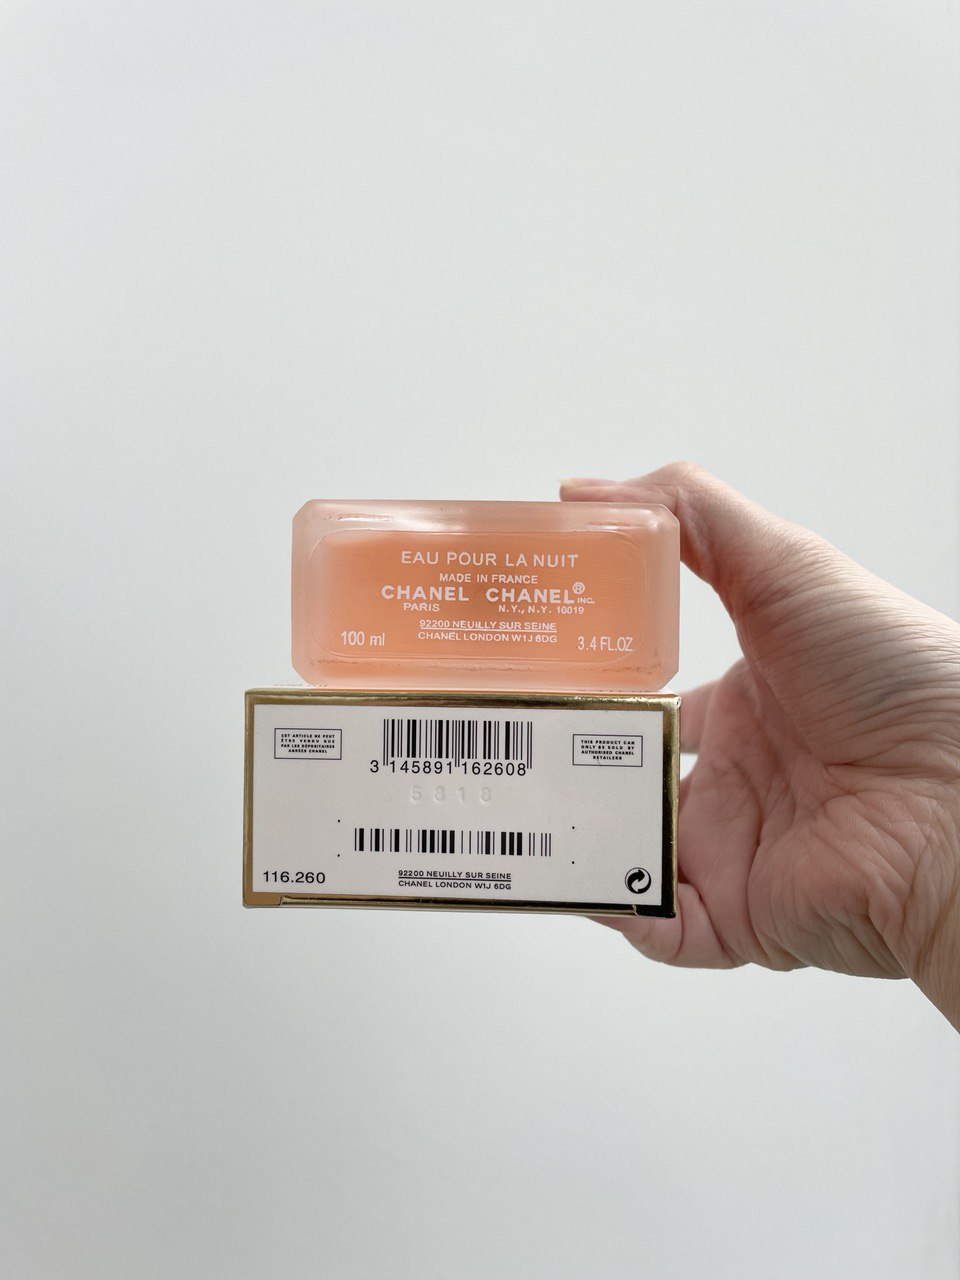 EAU POUR LA NUIT
MADE IN FRANCE
CHANEL CHANEL® INC.
PARIS N.Y., N.Y. 10019
92200 NEUILLY SUR SEINE
CHANEL LONDON W1J 6DG
100 ml 3.4 FL.OZ
CET ARTICLE NE PEUT
ÊTRE VENDU QUE
PAR LES DÉPOSITAIRES
AGRÉÉS CHANEL
THIS PRODUCT CAN
ONLY BE SOLD BY
AUTHORISED CHANEL
RETAILERS
3 145891 162608
5818
116.260
92200 NEUILLY SUR SEINE
CHANEL LONDON W1J 6DG